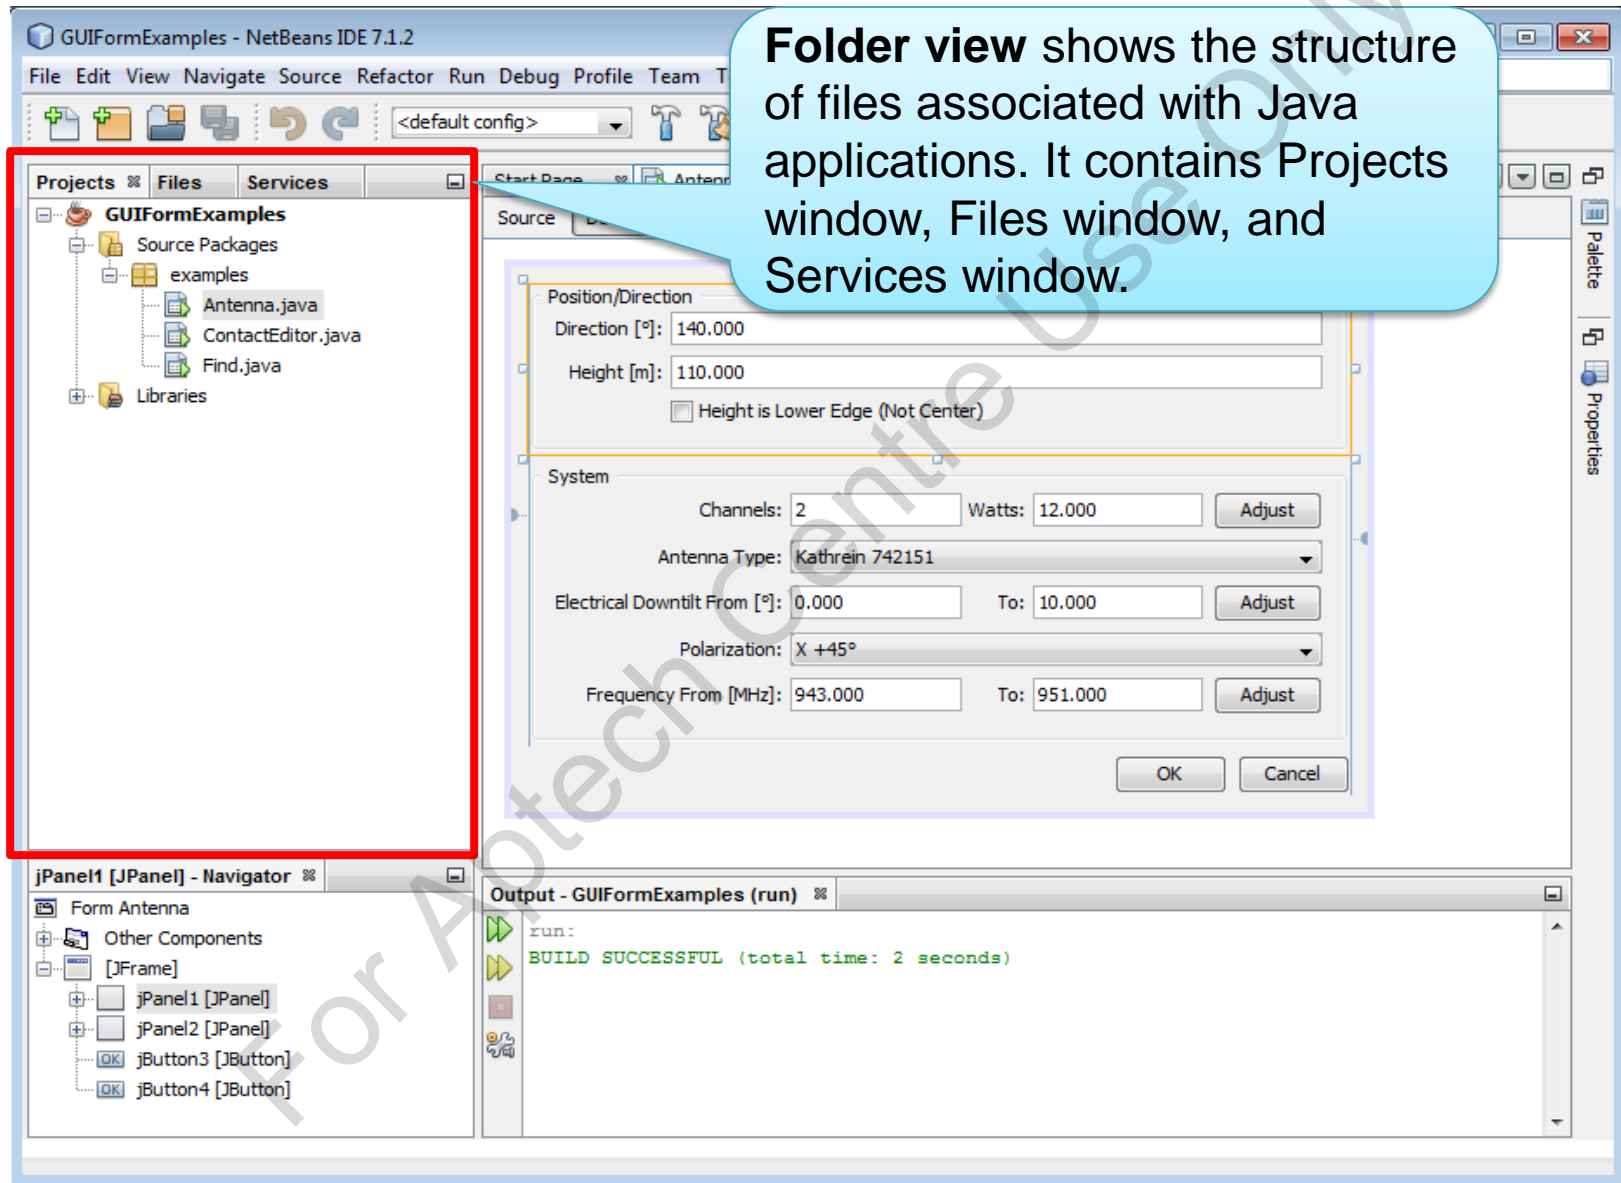 GUIFormExamples - NetBeans IDE 7.1.2
File Edit View Navigate Source Refactor Run Debug Profile Team
<default config>
Folder view shows the structure
of files associated with Java
applications. It contains Projects
window, Files window, and
Services window.
Projects Files Services
GUIFormExamples
Source Packages
examples
Antenna.java
ContactEditor.java
Find.java
Libraries
Start Page
Source
Palette
Properties
Position/Direction
Direction [°]: 140.000
Height [m]: 110.000
Height is Lower Edge (Not Center)
System
Channels: 2 Watts: 12.000 Adjust
Antenna Type: Kathrein 742151
Electrical Downtilt From [°]: 0.000 To: 10.000 Adjust
Polarization: X +45°
Frequency From [MHz]: 943.000 To: 951.000 Adjust
OK Cancel
jPanel1 [JPanel] - Navigator
Form Antenna
Other Components
[JFrame]
jPanel1 [JPanel]
jPanel2 [JPanel]
OK jButton3 [JButton]
OK jButton4 [JButton]
Output - GUIFormExamples (run)
run:
BUILD SUCCESSFUL (total time: 2 seconds)
For Aptech Centre Use Only